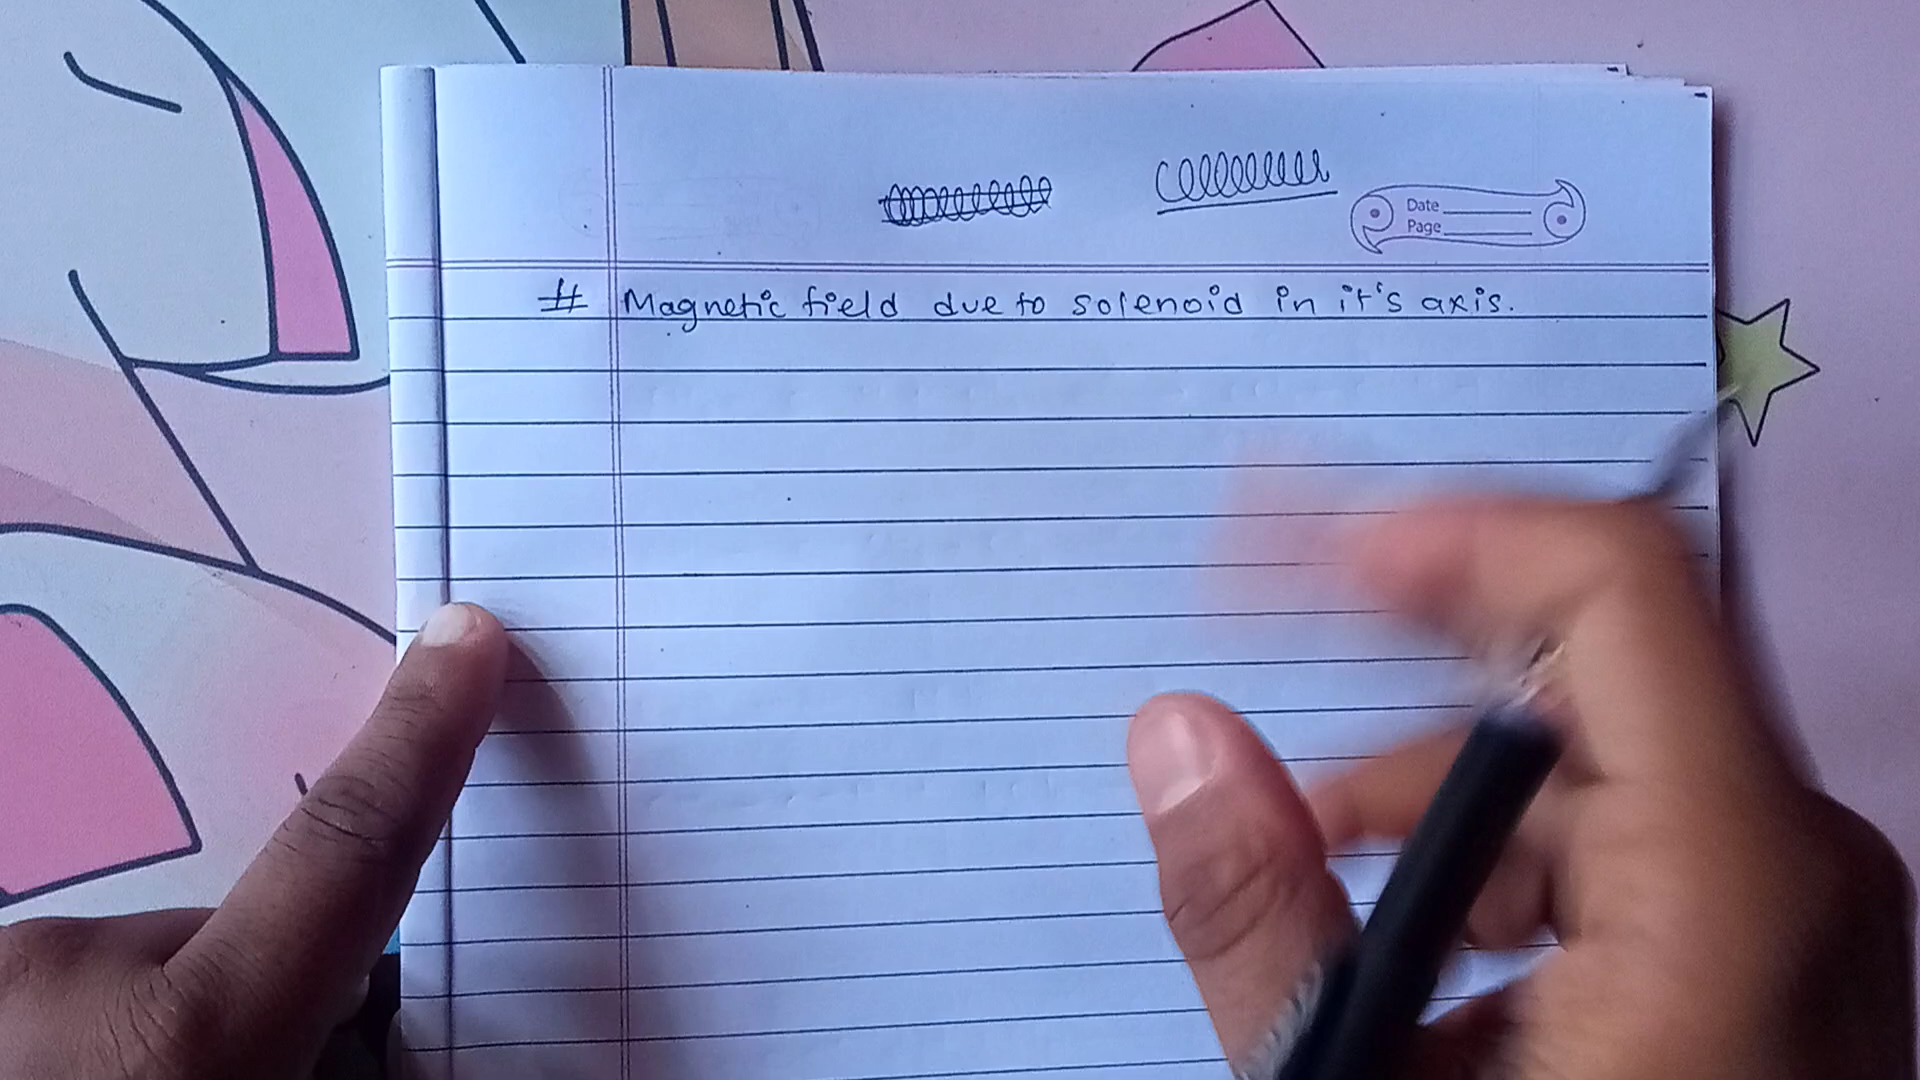 Date
Page
# Magnetic field due to solenoid in it's axis.